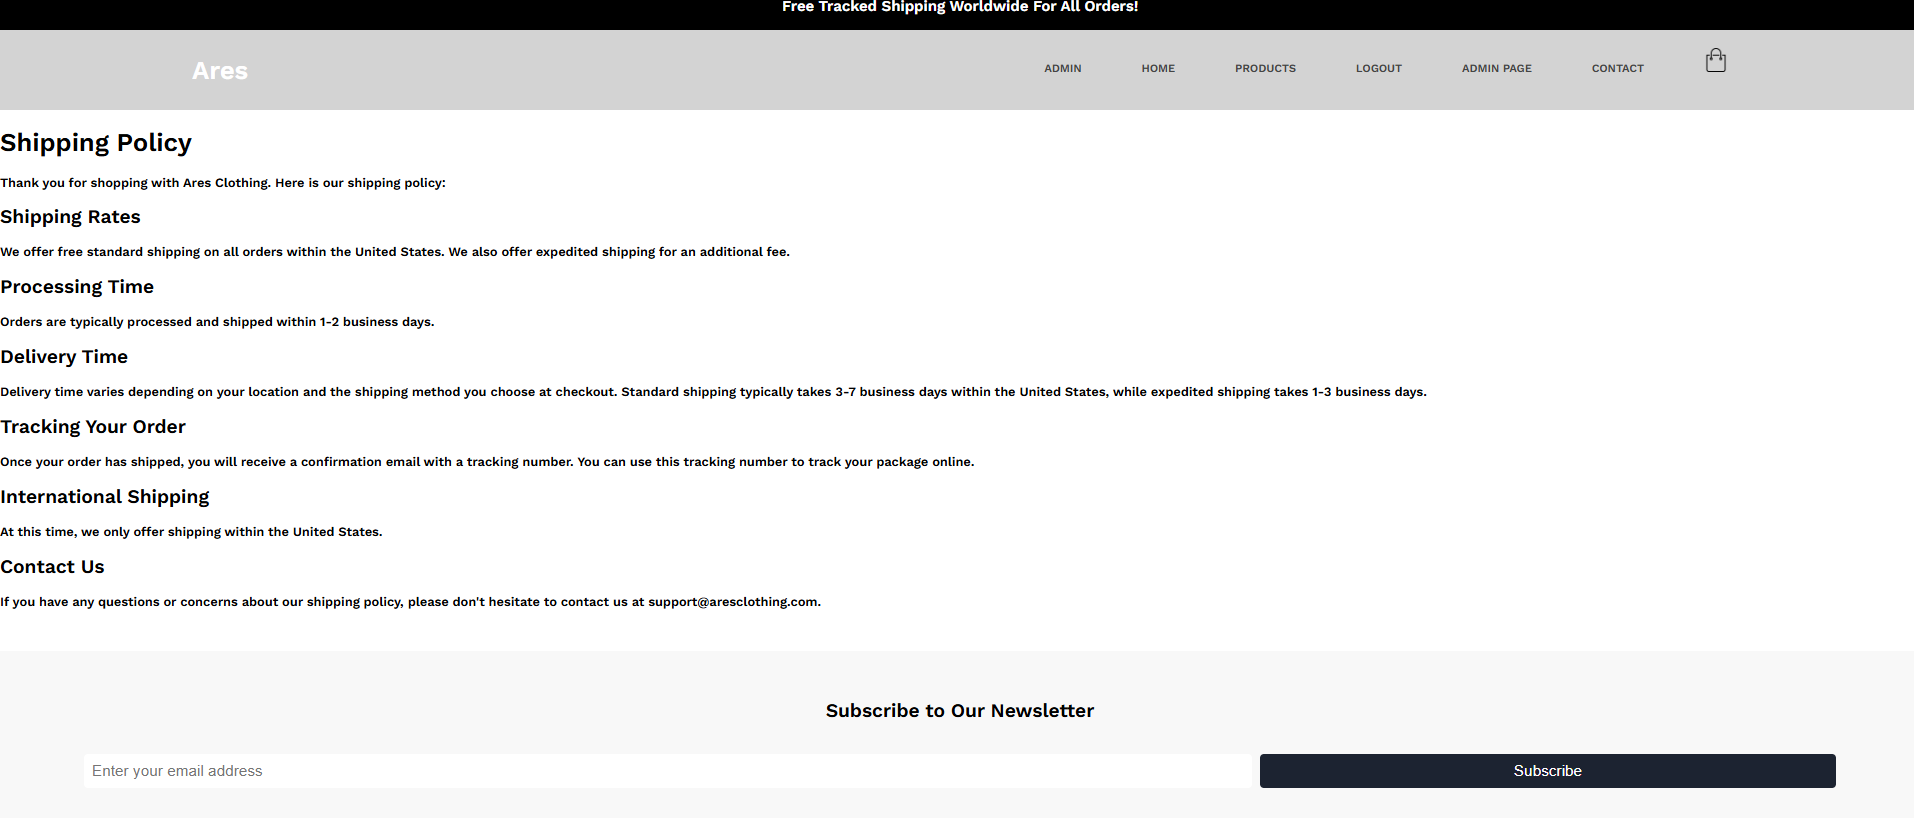 Free Tracked Shipping Worldwide For All Orders!
Ares
ADMIN HOME PRODUCTS LOGOUT ADMIN PAGE CONTACT
Shipping Policy
Thank you for shopping with Ares Clothing. Here is our shipping policy:
Shipping Rates
We offer free standard shipping on all orders within the United States. We also offer expedited shipping for an additional fee.
Processing Time
Orders are typically processed and shipped within 1-2 business days.
Delivery Time
Delivery time varies depending on your location and the shipping method you choose at checkout. Standard shipping typically takes 3-7 business days within the United States, while expedited shipping takes 1-3 business days.
Tracking Your Order
Once your order has shipped, you will receive a confirmation email with a tracking number. You can use this tracking number to track your package online.
International Shipping
At this time, we only offer shipping within the United States.
Contact Us
If you have any questions or concerns about our shipping policy, please don't hesitate to contact us at support@aresclothing.com.
Subscribe to Our Newsletter
Enter your email address
Subscribe